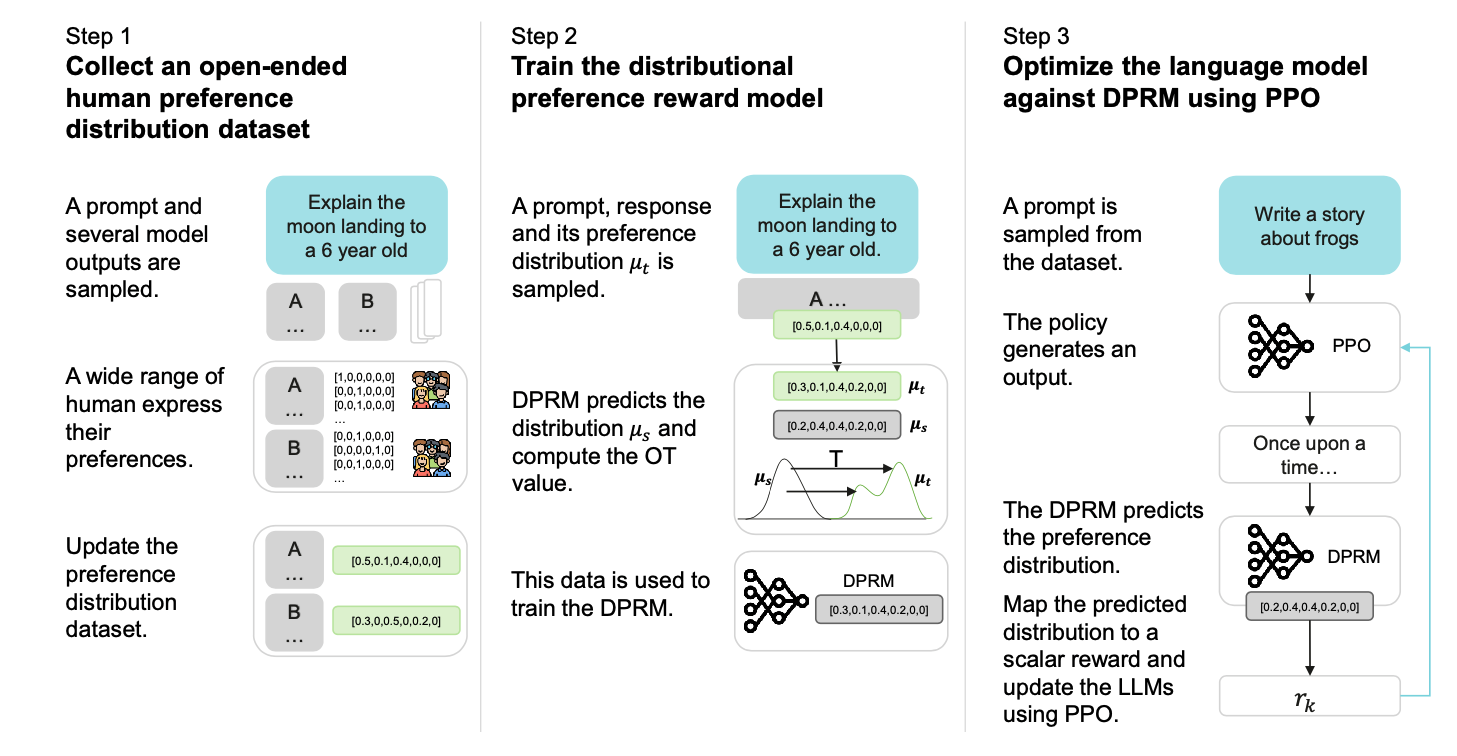 Step 1
Collect an open-ended
human preference
distribution dataset
A prompt and
several model
outputs are
sampled.
Explain the
moon landing to
a 6 year old
A
...
B
...
A wide range of
human express
their
preferences.
A
...
[1,0,0,0,0,0]
[0,0,1,0,0,0]
[0,0,1,0,0,0]
...
B
...
[0,0,1,0,0,0]
[0,0,0,0,1,0]
[0,0,1,0,0,0]
...
Update the
preference
distribution
dataset.
A
...
[0.5,0.1,0.4,0,0,0]
B
...
[0.3,0,0.5,0,0.2,0]
Step 2
Train the distributional
preference reward model
A prompt, response
and its preference
distribution μt is
sampled.
Explain the
moon landing to
a 6 year old.
A ...
[0.5,0.1,0.4,0,0,0]
DPRM predicts the
distribution μs and
compute the OT
value.
[0.3,0.1,0.4,0.2,0,0] μt
[0.2,0.4,0.4,0.2,0,0] μs
T
μs
μt
This data is used to
train the DPRM.
DPRM
[0.3,0.1,0.4,0.2,0,0]
Step 3
Optimize the language model
against DPRM using PPO
A prompt is
sampled from
the dataset.
Write a story
about frogs
The policy
generates an
output.
PPO
Once upon a
time...
The DPRM predicts
the preference
distribution.
DPRM
[0.2,0.4,0.4,0.2,0,0]
Map the predicted
distribution to a
scalar reward and
update the LLMs
using PPO.
rk